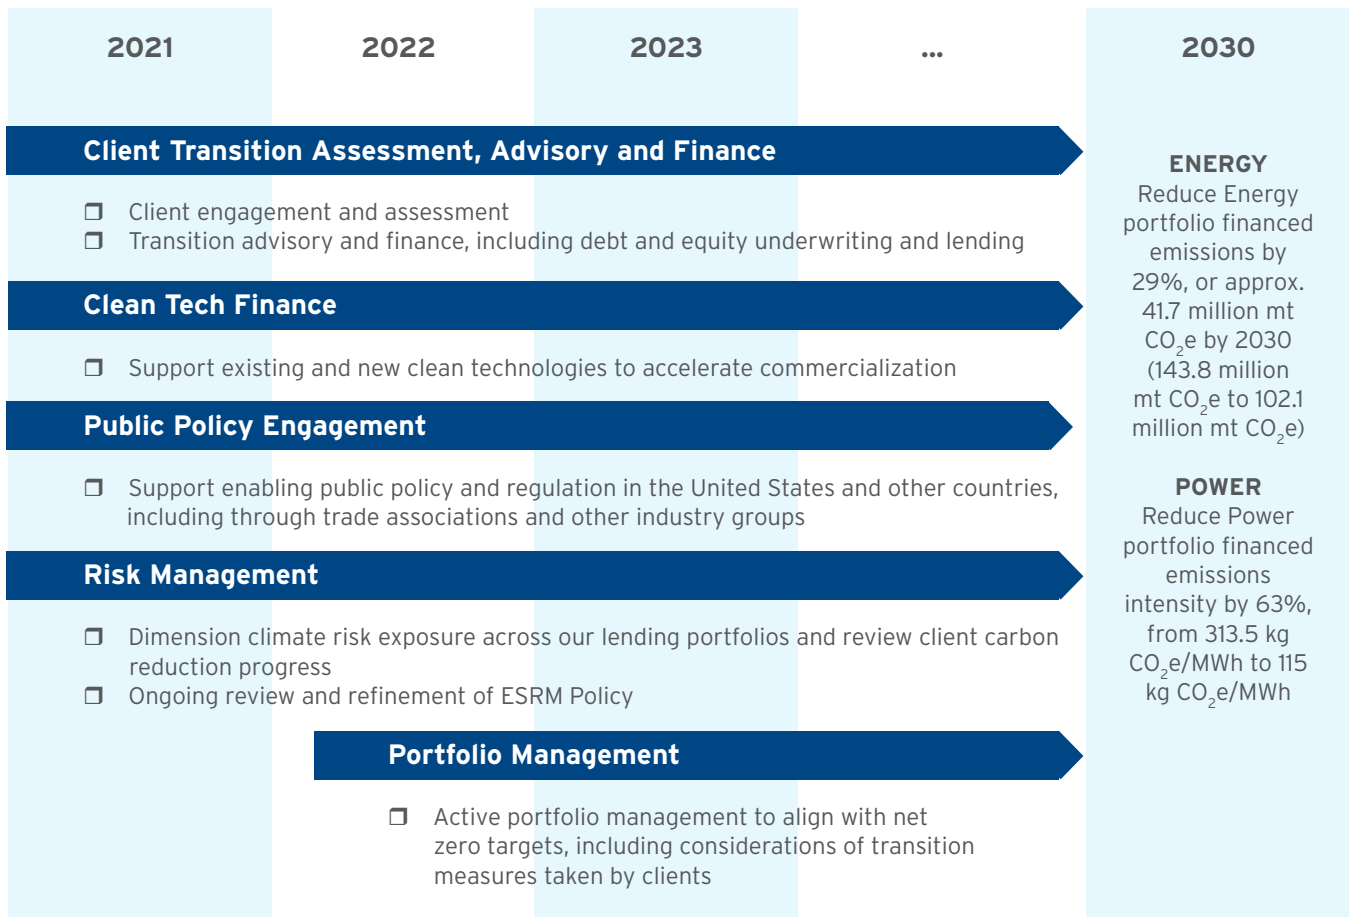 2021 2022 2023 ... 2030
Client Transition Assessment, Advisory and Finance
❒ Client engagement and assessment
❒ Transition advisory and finance, including debt and equity underwriting and lending
Clean Tech Finance
❒ Support existing and new clean technologies to accelerate commercialization
Public Policy Engagement
❒ Support enabling public policy and regulation in the United States and other countries,
including through trade associations and other industry groups
Risk Management
❒ Dimension climate risk exposure across our lending portfolios and review client carbon
reduction progress
❒ Ongoing review and refinement of ESRM Policy
Portfolio Management
❒ Active portfolio management to align with net
zero targets, including considerations of transition
measures taken by clients
ENERGY
Reduce Energy
portfolio financed
emissions by
29%, or approx.
41.7 million mt
CO₂e by 2030
(143.8 million
mt CO₂e to 102.1
million mt CO₂e)
POWER
Reduce Power
portfolio financed
emissions
intensity by 63%,
from 313.5 kg
CO₂e/MWh to 115
kg CO₂e/MWh